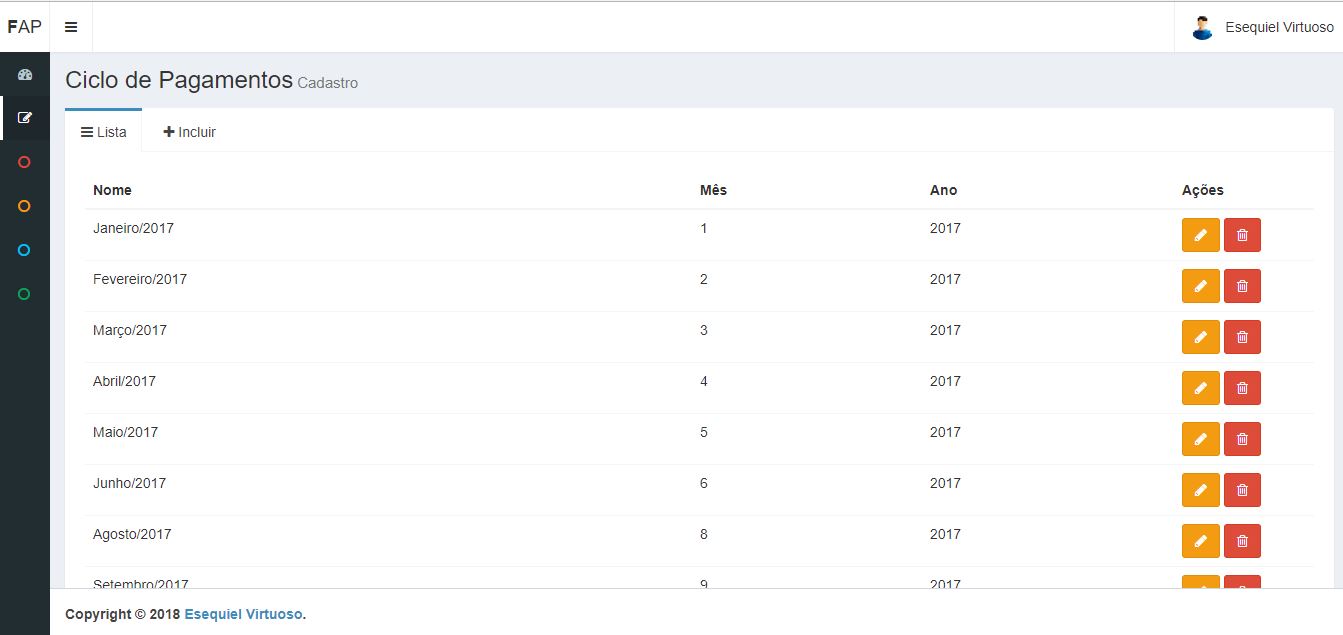 FAP
Esequiel Virtuoso
Ciclo de Pagamentos Cadastro
Lista Incluir
Nome Mês Ano Ações
Janeiro/2017 1 2017
Fevereiro/2017 2 2017
Março/2017 3 2017
Abril/2017 4 2017
Maio/2017 5 2017
Junho/2017 6 2017
Agosto/2017 8 2017
Setembro/2017 9 2017
Copyright © 2018 Esequiel Virtuoso.